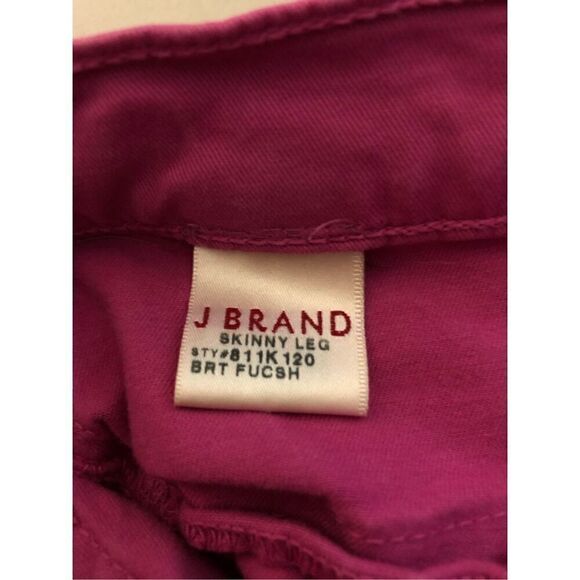 J BRAND
SKINNY LEG
STY#811K120
BRT FUCSH